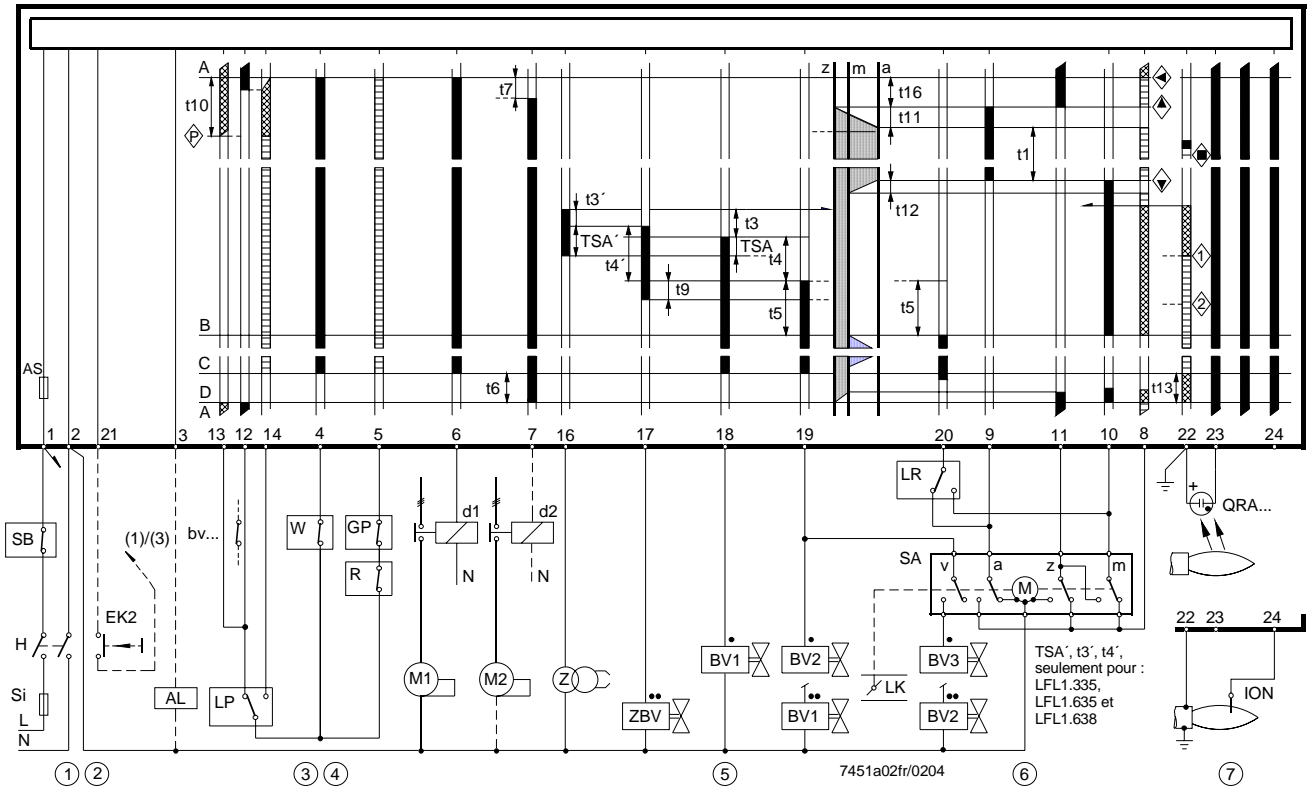 A t10 P t7 z m a t16 t11 t1 t12
t3´ t3 TSA´ TSA t4´ t4 t9 t5 t5 1 2
B
C
AS
D t6 t13
A
1 2 21 3 13 12 14 4 5 6 7 16 17 18 19 20 9 11 10 8 22 23 24
LR
+
QRA...
SB (1)/(3) bv... W GP d1 d2
R
N N
SA v a z m
M
EK2
22 23 24
H
TSA´, t3´, t4´,
seulement pour :
LFL1.335,
LFL1.635 et
LFL1.638
BV1 BV2 BV3
M1 M2 Z
Si AL LP
LK
ION
L
ZBV BV1 BV2
N
1 2 3 4 5 7451a02fr/0204 6 7